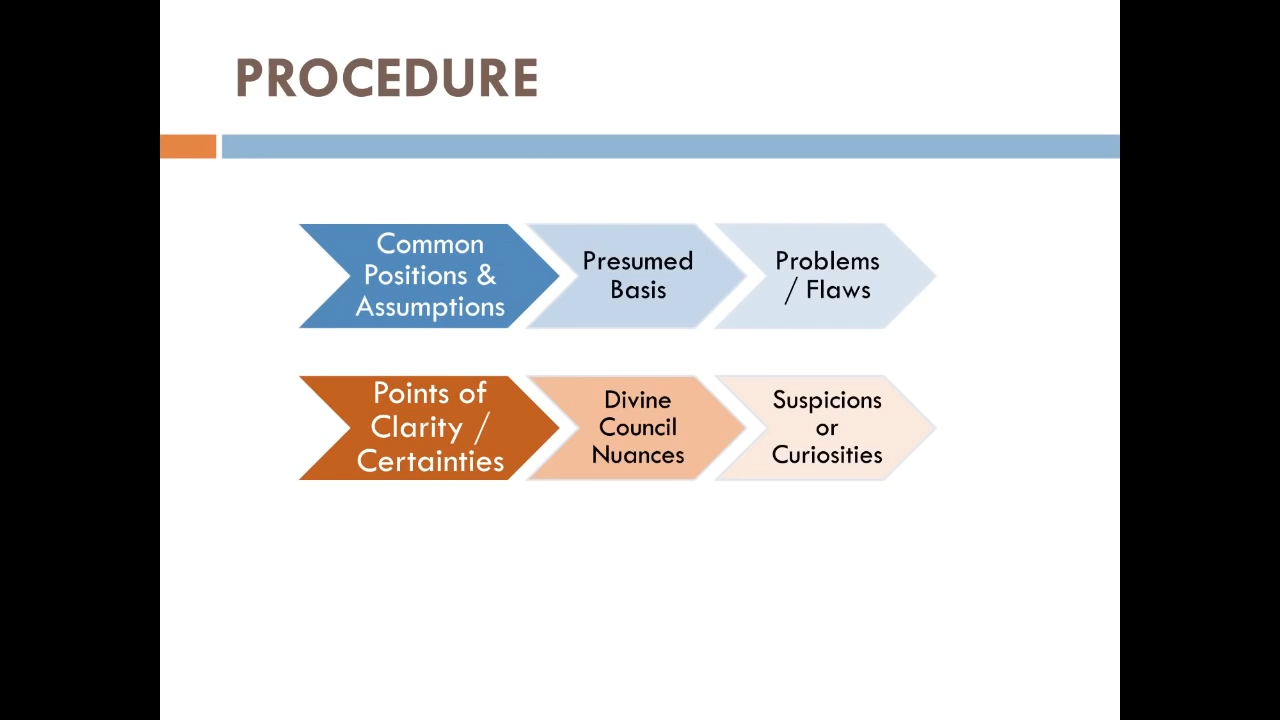 PROCEDURE
Common
Positions &
Assumptions
Presumed
Basis
Problems
/ Flaws
Points of
Clarity /
Certainties
Divine
Council
Nuances
Suspicions
or
Curiosities